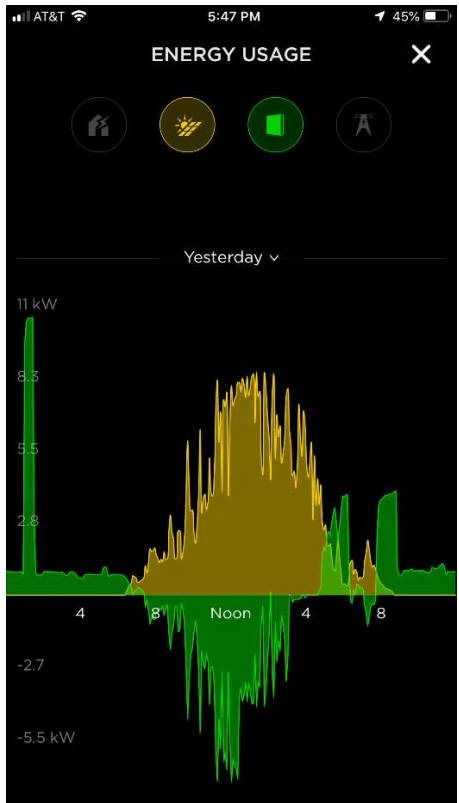 AT&T 5:47 PM 45%
ENERGY USAGE
Yesterday
11 kW
8.3
5.5
2.8
4 8 Noon 4 8
-2.7
-5.5 kW